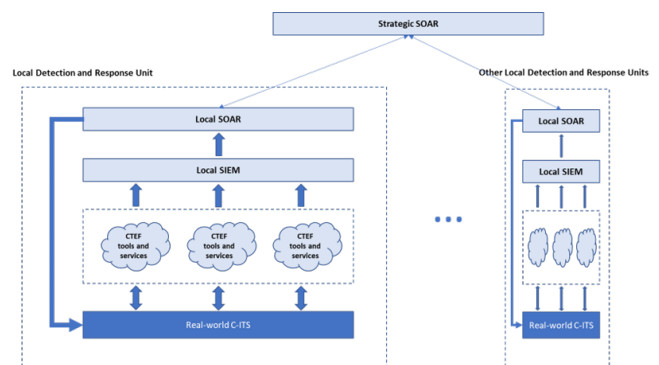 Strategic SOAR
Local Detection and Response Unit
Other Local Detection and Response Units
Local SOAR
Local SOAR
Local SIEM
Local SIEM
CTEF
tools and
services
CTEF
tools and
services
CTEF
tools and
services
Real-world C-ITS
Real-world C-ITS